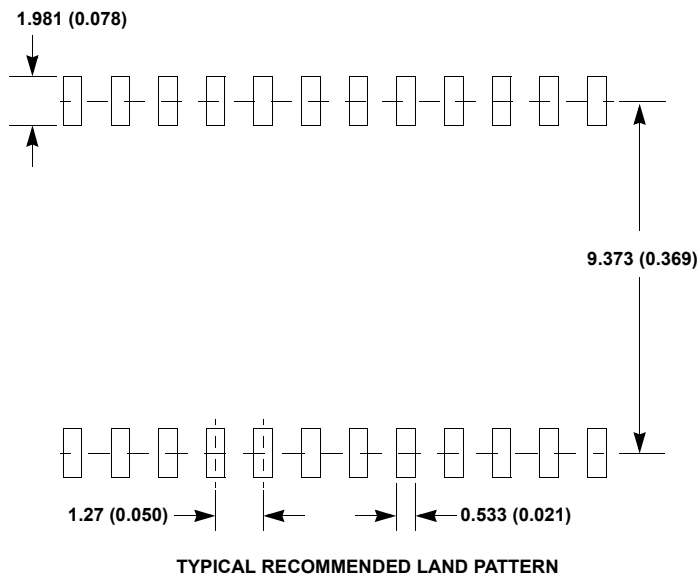 1.981 (0.078)
9.373 (0.369)
1.27 (0.050)
0.533 (0.021)
TYPICAL RECOMMENDED LAND PATTERN